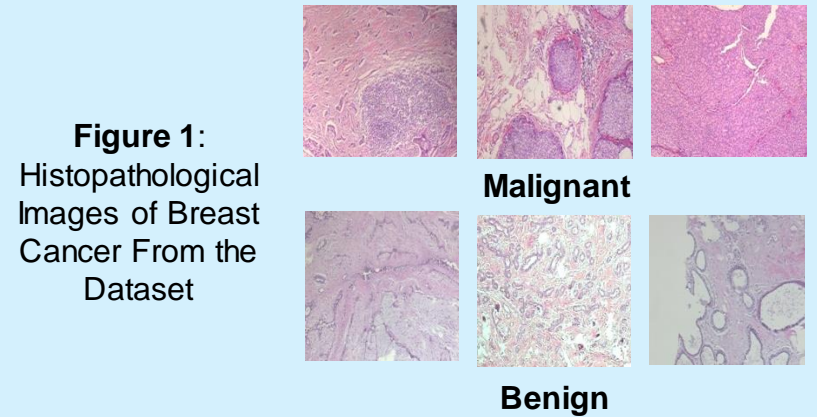 Figure 1:
Histopathological
Images of Breast
Cancer From the
Dataset
Malignant
Benign